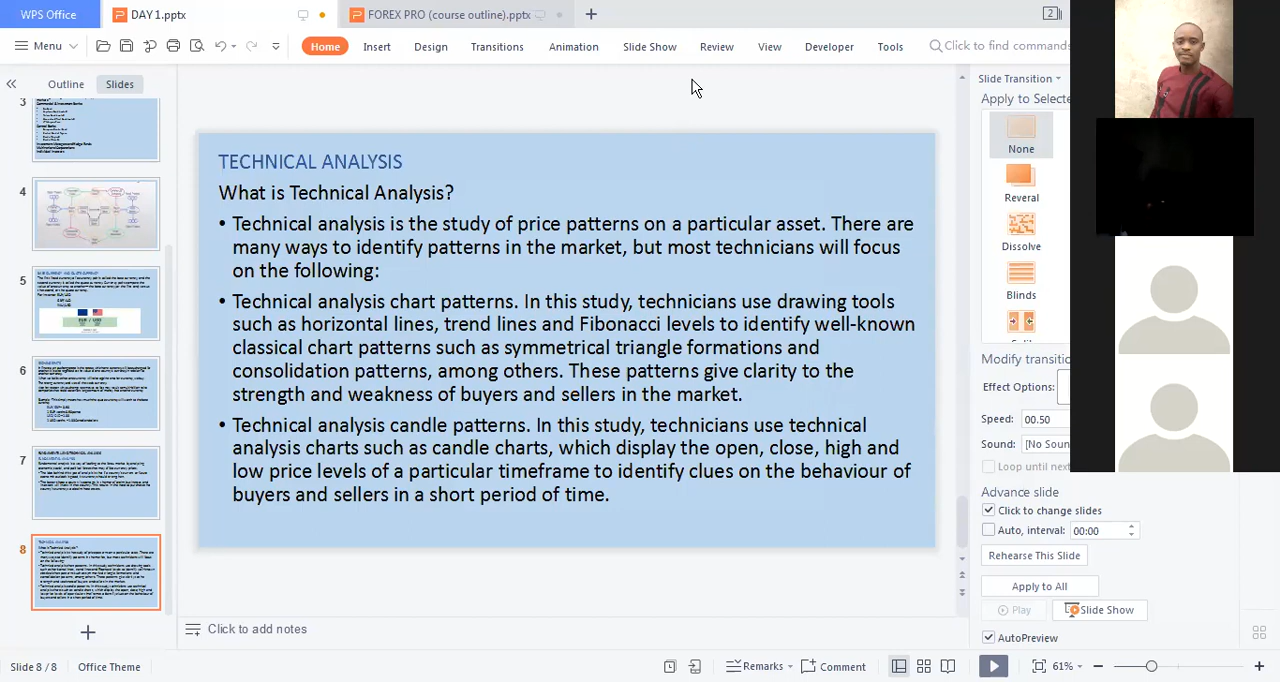 WPS Office
DAY 1.pptx
FOREX PRO (course outline).pptx
2
Menu
Home
Insert
Design
Transitions
Animation
Slide Show
Review
View
Developer
Tools
Click to find commands
Outline
Slides
3
4
5
6
7
8
TECHNICAL ANALYSIS
What is Technical Analysis?
• Technical analysis is the study of price patterns on a particular asset. There are
many ways to identify patterns in the market, but most technicians will focus
on the following:
• Technical analysis chart patterns. In this study, technicians use drawing tools
such as horizontal lines, trend lines and Fibonacci levels to identify well-known
classical chart patterns such as symmetrical triangle formations and
consolidation patterns, among others. These patterns give clarity to the
strength and weakness of buyers and sellers in the market.
• Technical analysis candle patterns. In this study, technicians use technical
analysis charts such as candle charts, which display the open, close, high and
low price levels of a particular timeframe to identify clues on the behaviour of
buyers and sellers in a short period of time.
Click to add notes
Slide Transition
Apply to Selecte
None
Reveral
Dissolve
Blinds
Modify transitio
Effect Options:
Speed: 00.50
Sound: [No Soun
Loop until next
Advance slide
Click to change slides
Auto, interval: 00:00
Rehearse This Slide
Apply to All
Play
Slide Show
AutoPreview
Slide 8 / 8
Office Theme
Remarks
Comment
61%